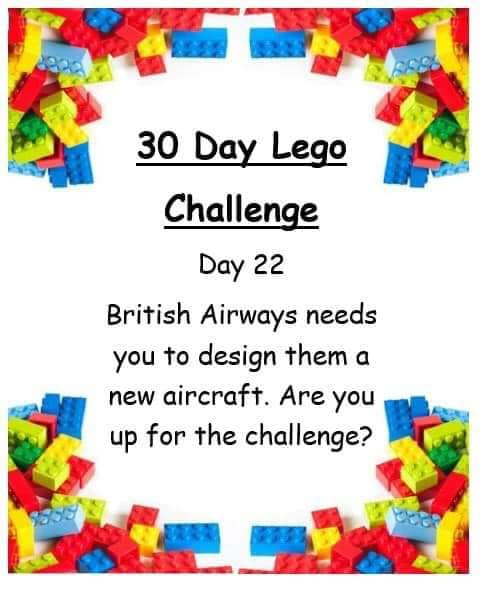 30 Day Lego
Challenge
Day 22
British Airways needs
you to design them a
new aircraft. Are you
up for the challenge?